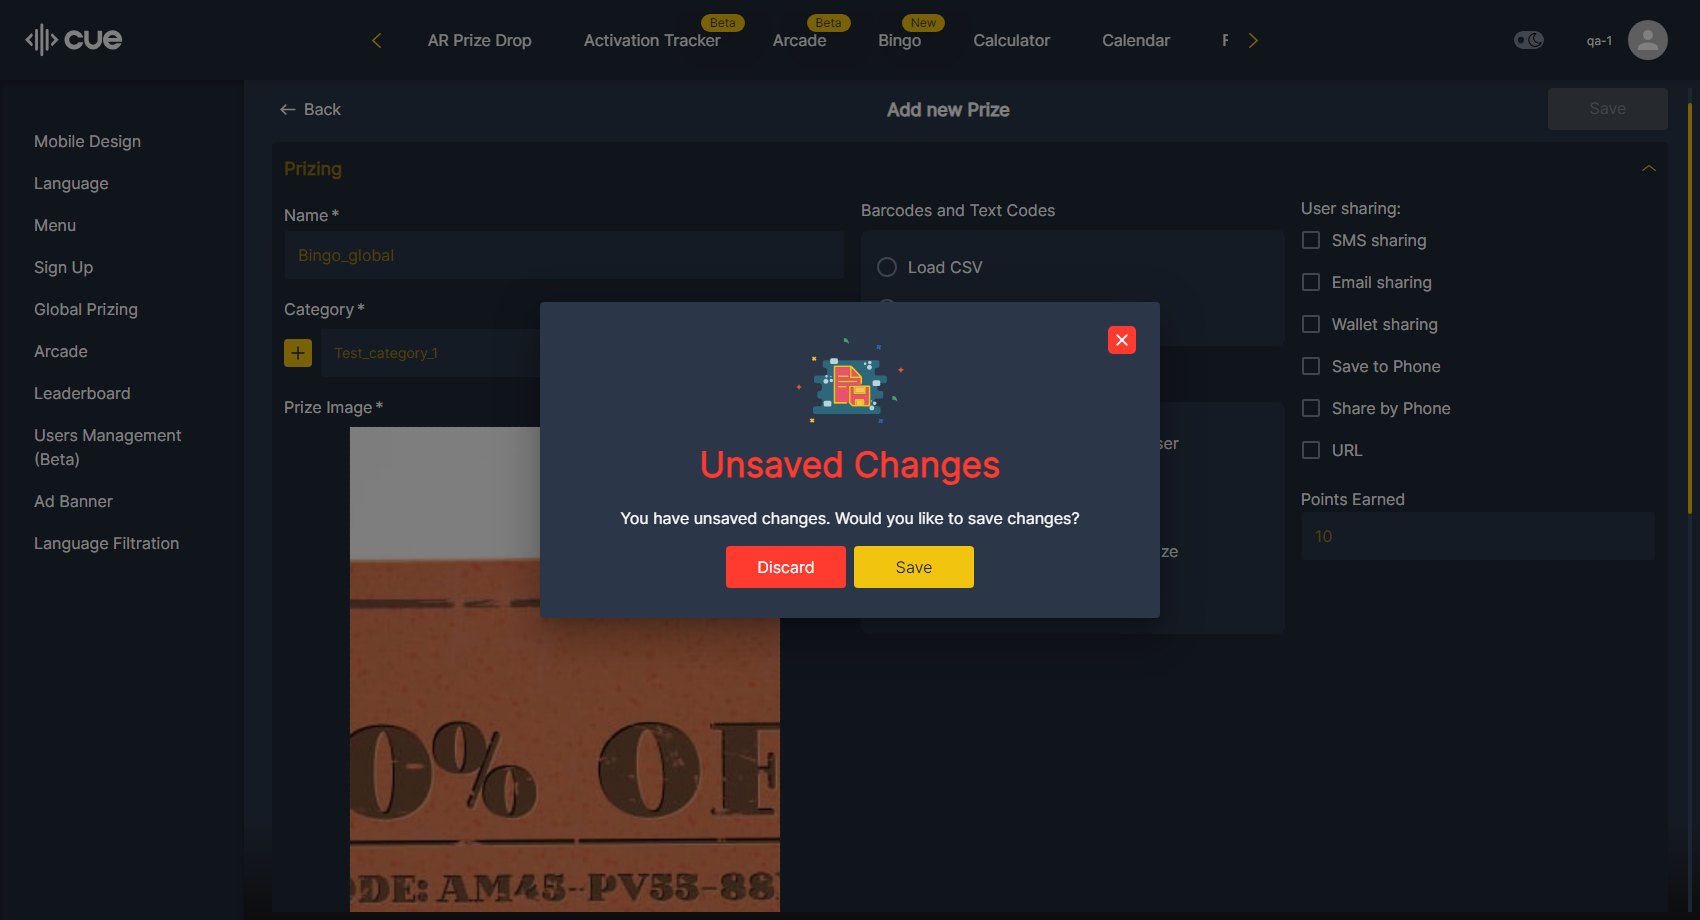 cue
AR Prize Drop
Activation Tracker
Beta
Arcade
Beta
Bingo
New
Calculator
Calendar
qa-1
Mobile Design
Language
Menu
Sign Up
Global Prizing
Arcade
Leaderboard
Users Management
(Beta)
Ad Banner
Language Filtration
Back
Add new Prize
Save
Prizing
Name *
Bingo_global
Category *
Test_category_1
Prize Image *
0% OF
ODE: AM45-PV55-88
Barcodes and Text Codes
Load CSV
ser
ze
User sharing:
SMS sharing
Email sharing
Wallet sharing
Save to Phone
Share by Phone
URL
Points Earned
10
Unsaved Changes
You have unsaved changes. Would you like to save changes?
Discard
Save